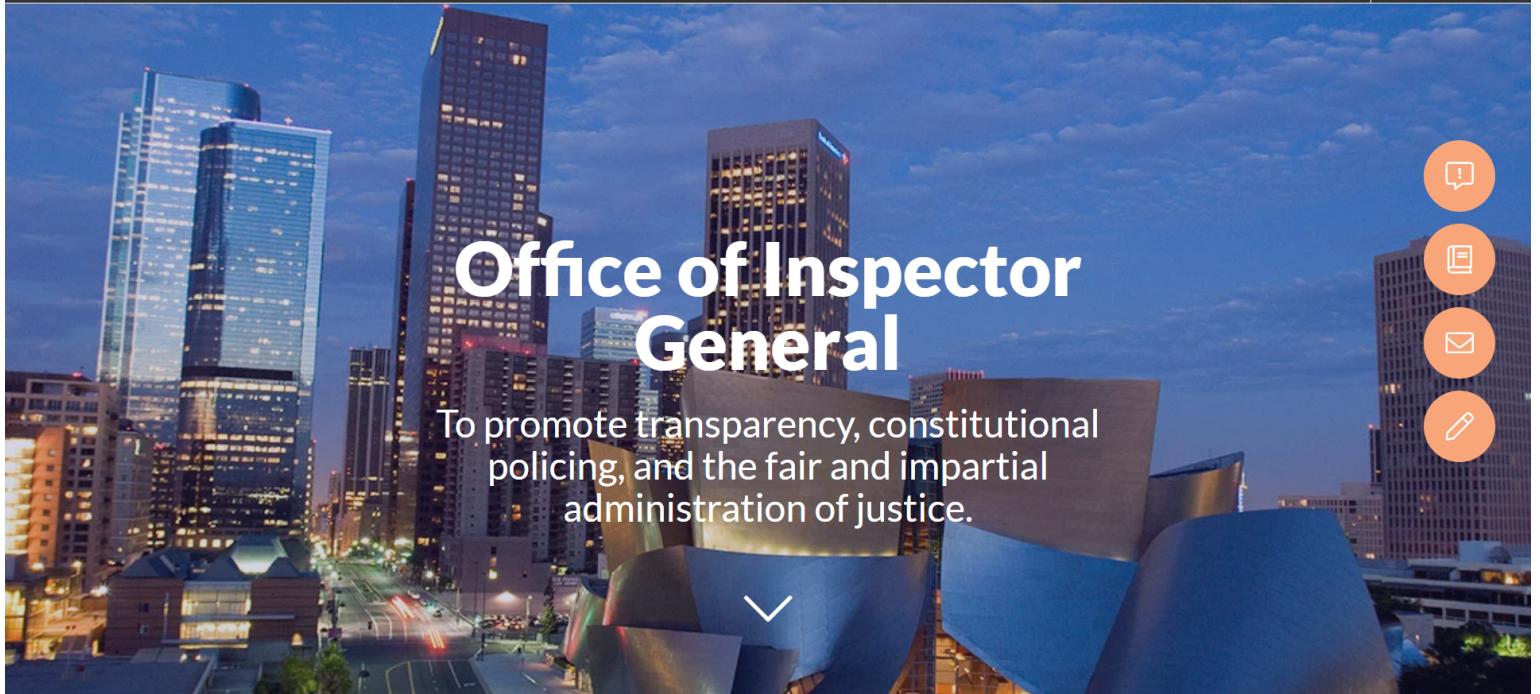 Office of Inspector
General
To promote transparency, constitutional
policing, and the fair and impartial
administration of justice.